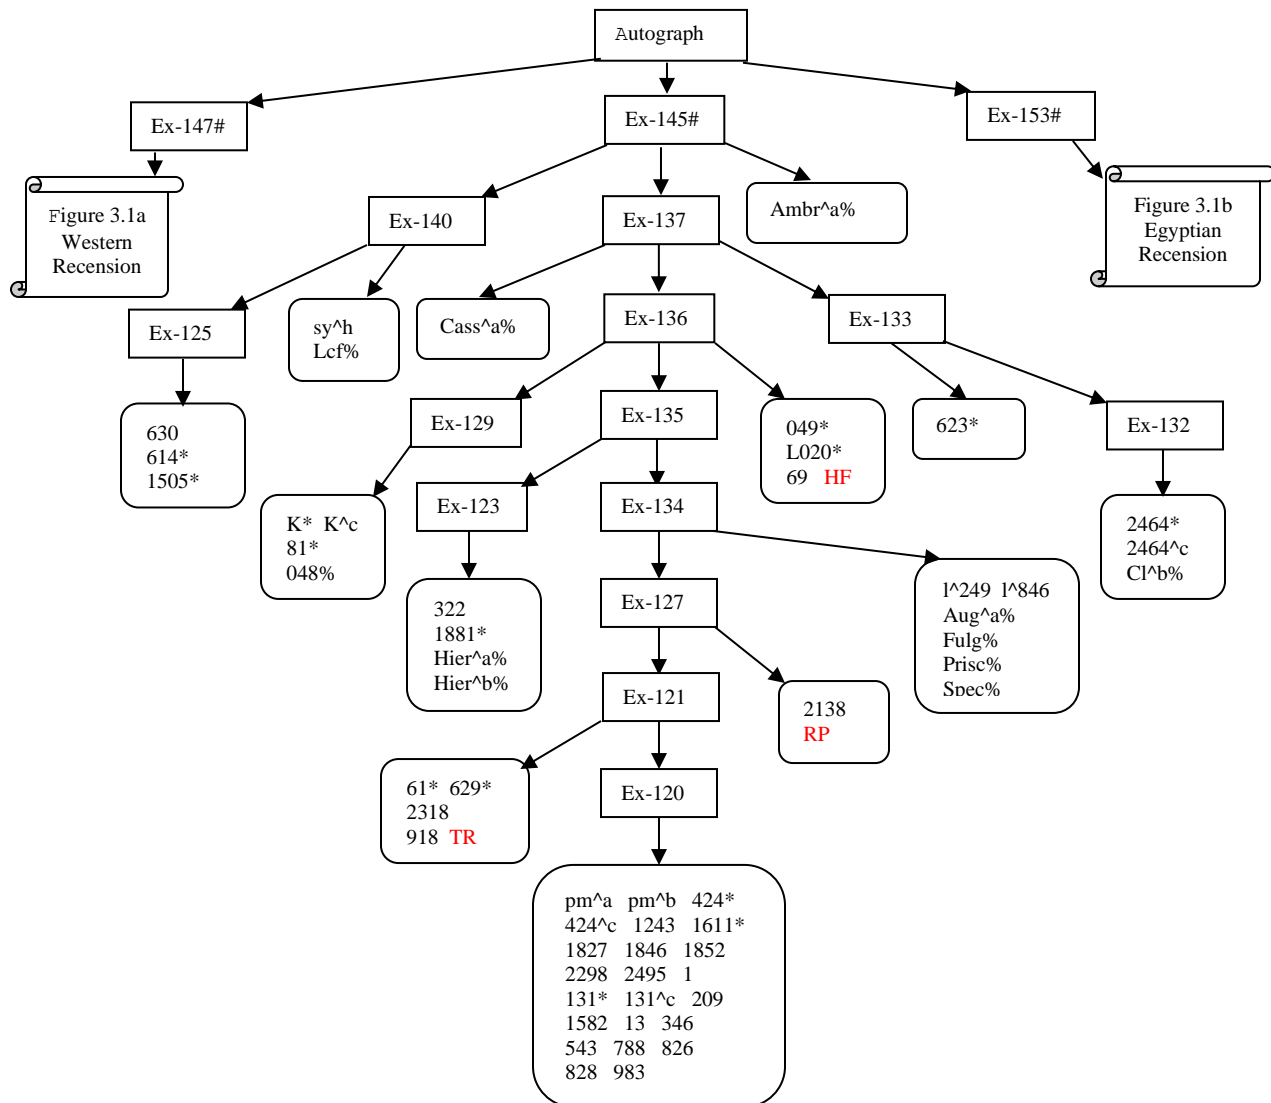 Autograph
Ex-147#
Ex-145#
Ex-153#
Figure 3.1a
Western
Recension
Ex-140
Ex-137
Ambr^a%
Figure 3.1b
Egyptian
Recension
Ex-125
sy^h
Lcf%
Cass^a%
Ex-136
Ex-133
630
614*
1505*
Ex-129
Ex-135
049*
L020*
69 HF
623*
Ex-132
K* K^c
81*
048%
Ex-123
Ex-134
2464*
2464^c
Cl^b%
322
1881*
Hier^a%
Hier^b%
Ex-127
l^249 l^846
Aug^a%
Fulg%
Prisc%
Spec%
Ex-121
2138
RP
61* 629*
2318
918 TR
Ex-120
pm^a pm^b 424*
424^c 1243 1611*
1827 1846 1852
2298 2495 1
131* 131^c 209
1582 13 346
543 788 826
828 983